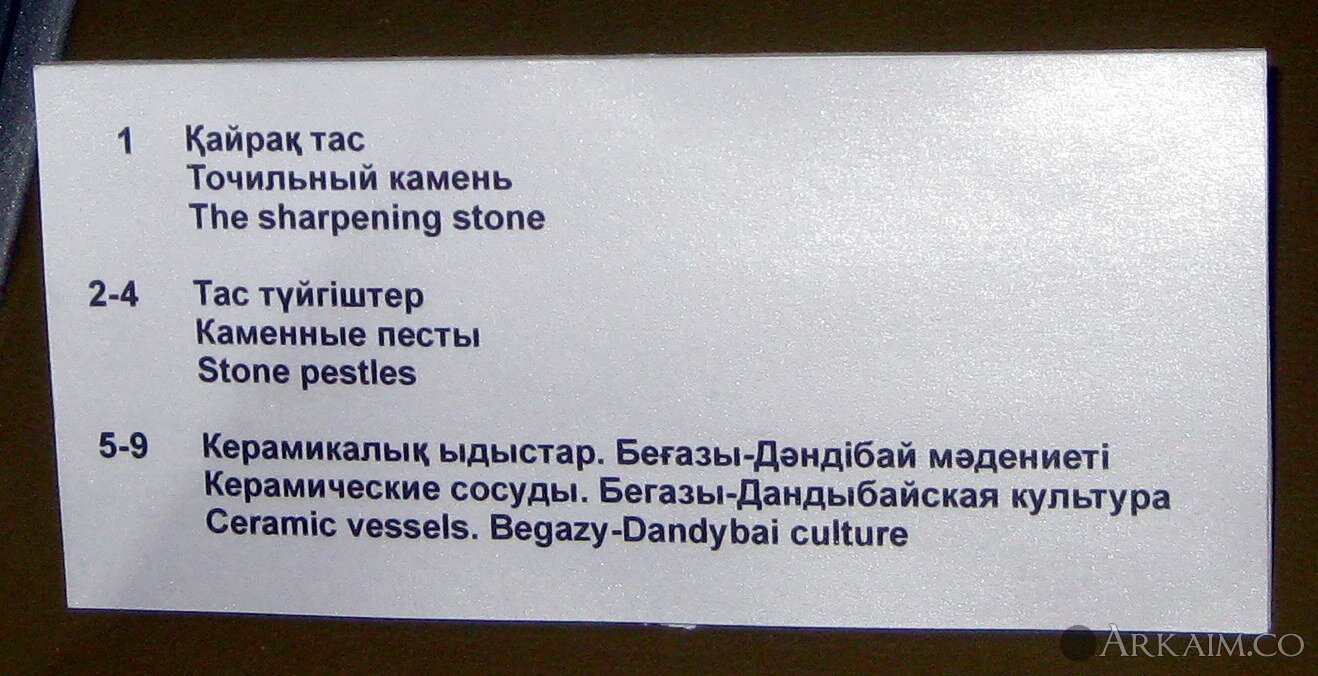 1 Қайрақ тас
Точильный камень
The sharpening stone
2-4 Тас түйгіштер
Каменные песты
Stone pestles
5-9 Керамикалық ыдыстар. Беғазы-Дәндібай мәдениеті
Керамические сосуды. Бегазы-Дандыбайская культура
Ceramic vessels. Begazy-Dandybai culture
ARKAIM.CO